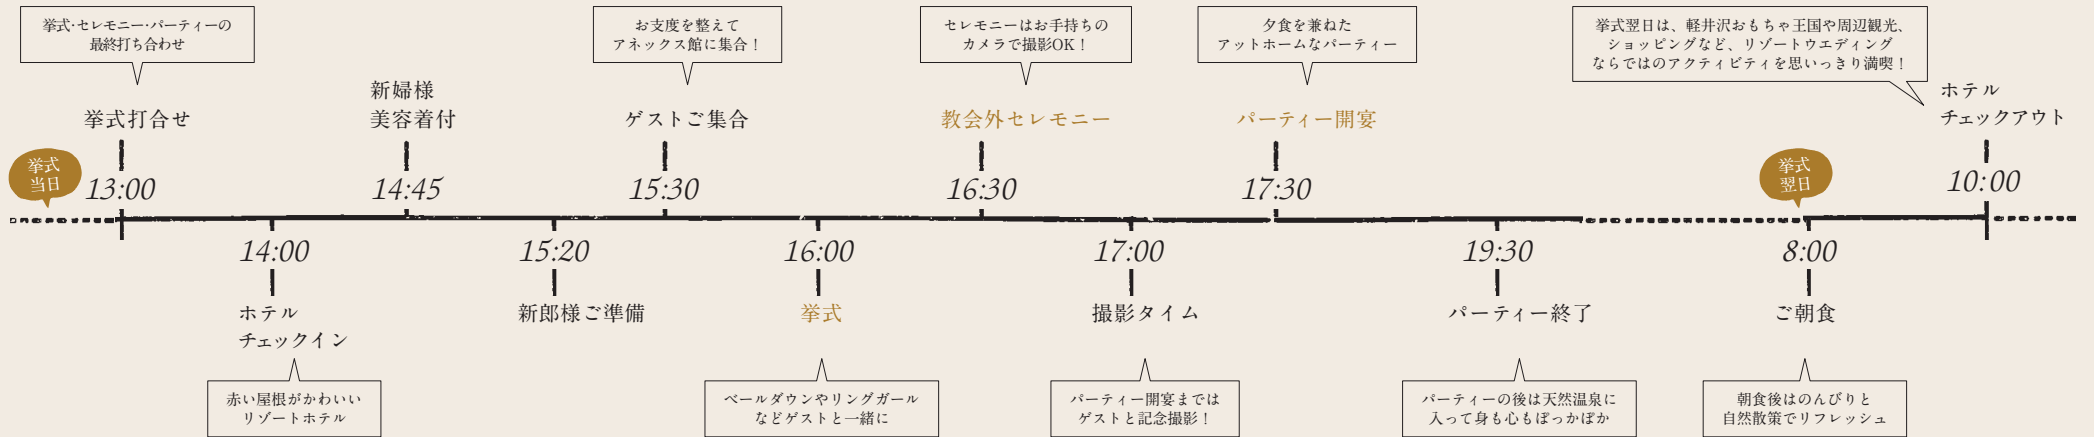 挙式・セレモニー・パーティーの
最終打ち合わせ
挙式打合せ
挙式
当日
13:00
14:00
ホテル
チェックイン
赤い屋根がかわいい
リゾートホテル
新婦様
美容着付
14:45
15:20
新郎様ご準備
お支度を整えて
アネックス館に集合！
ゲストご集合
15:30
16:00
挙式
ベールダウンやリングガール
などゲストと一緒に
セレモニーはお手持ちの
カメラで撮影OK！
教会外セレモニー
16:30
17:00
撮影タイム
パーティー開宴までは
ゲストと記念撮影！
夕食を兼ねた
アットホームなパーティー
パーティー開宴
17:30
19:30
パーティー終了
パーティーの後は天然温泉に
入って身も心もぽっかぽか
挙式
翌日
8:00
ご朝食
朝食後はのんびりと
自然散策でリフレッシュ
挙式翌日は、軽井沢おもちゃ王国や周辺観光、
ショッピングなど、リゾートウエディング
ならではのアクティビティを思いっきり満喫！
ホテル
チェックアウト
10:00